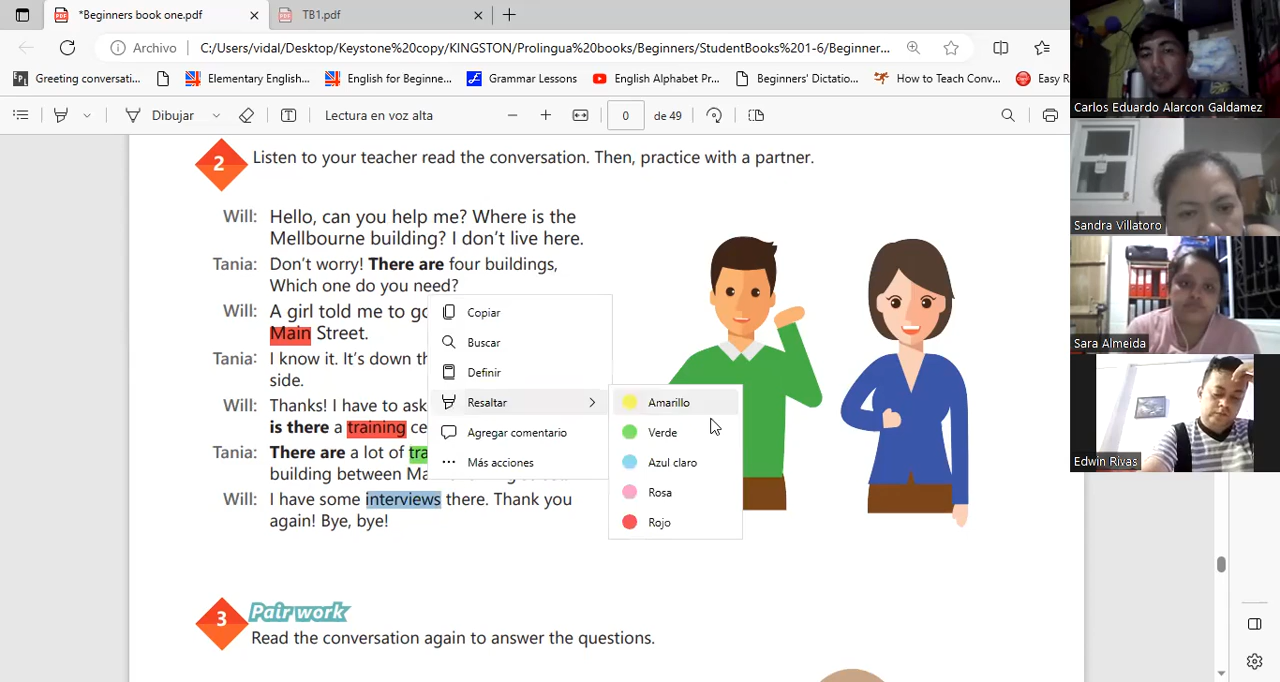 *Beginners book one.pdf
TB1.pdf
Archivo
C:/Users/vidal/Desktop/Keystone%20copy/KINGSTON/Prolingua%20books/Beginners/StudentBooks%201-6/Beginner...
Greeting conversati...
Elementary English...
English for Beginne...
Grammar Lessons
English Alphabet Pr...
Beginners' Dictatio...
How to Teach Conv...
Easy R
Dibujar
Lectura en voz alta
0
de 49
2
Listen to your teacher read the conversation. Then, practice with a partner.
Will: Hello, can you help me? Where is the
Mellbourne building? I don't live here.
Tania: Don't worry! There are four buildings,
Which one do you need?
Will: A girl told me to go
Main Street.
Tania: I know it. It's down th
side.
Will: Thanks! I have to ask
is there a training ce
Tania: There are a lot of tra
building between Ma
Will: I have some interviews there. Thank you
again! Bye, bye!
Copiar
Buscar
Definir
Resaltar
Agregar comentario
Más acciones
Amarillo
Verde
Azul claro
Rosa
Rojo
3
Pair work
Read the conversation again to answer the questions.
Carlos Eduardo Alarcon Galdamez
Sandra Villatoro
Sara Almeida
Edwin Rivas